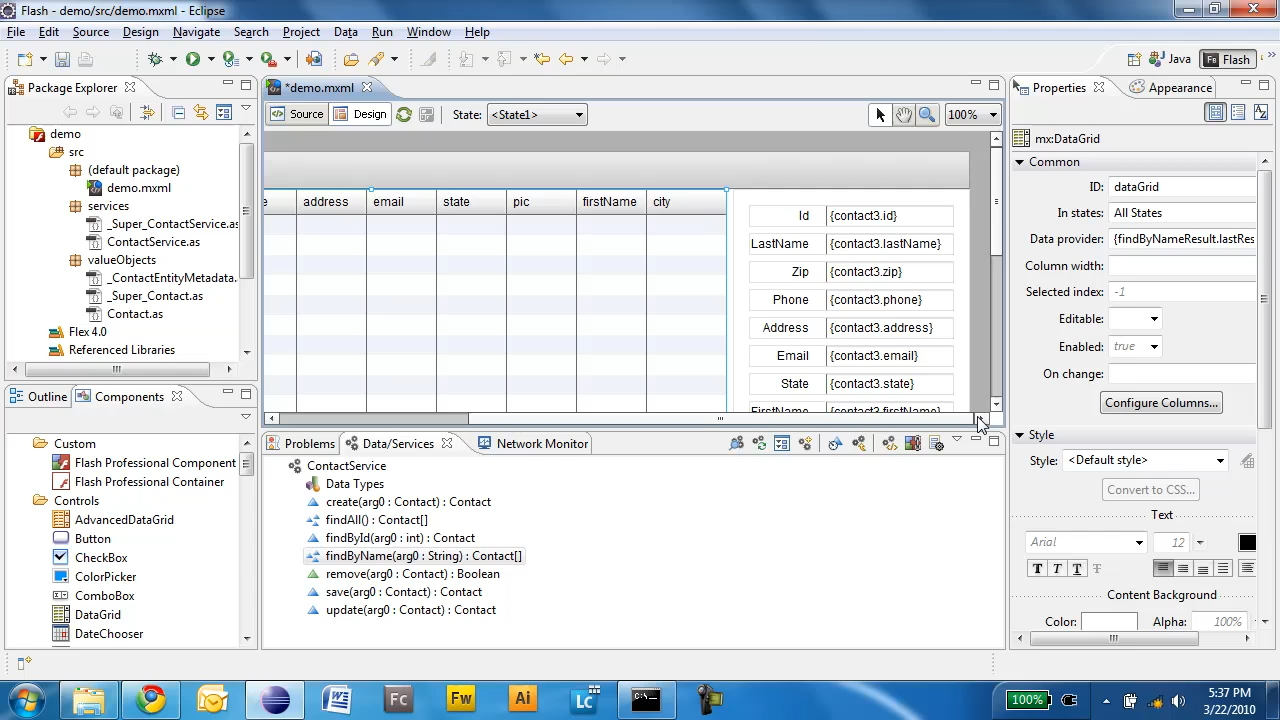 Flash - demo/src/demo.mxml - Eclipse
File Edit Source Design Navigate Search Project Data Run Window Help
Java Flash
Package Explorer
demo
src
(default package)
demo.mxml
services
_Super_ContactService.as
ContactService.as
valueObjects
_ContactEntityMetadata.
_Super_Contact.as
Contact.as
Flex 4.0
Referenced Libraries
Outline Components
Custom
Flash Professional Component
Flash Professional Container
Controls
AdvancedDataGrid
Button
CheckBox
ColorPicker
ComboBox
DataGrid
DateChooser
*demo.mxml
Source Design State: <State1> 100%
e address email state pic firstName city
Id {contact3.id}
LastName {contact3.lastName}
Zip {contact3.zip}
Phone {contact3.phone}
Address {contact3.address}
Email {contact3.email}
State {contact3.state}
FirstName {contact3.firstName}
Problems Data/Services Network Monitor
ContactService
Data Types
create(arg0 : Contact) : Contact
findAll() : Contact[]
findById(arg0 : int) : Contact
findByName(arg0 : String) : Contact[]
remove(arg0 : Contact) : Boolean
save(arg0 : Contact) : Contact
update(arg0 : Contact) : Contact
Properties Appearance
mx:DataGrid
Common
ID: dataGrid
In states: All States
Data provider: {findByNameResult.lastRes
Column width:
Selected index: -1
Editable:
Enabled: true
On change:
Configure Columns...
Style
Style: <Default style>
Convert to CSS...
Text
Arial 12
T T T T
Content Background
Color: Alpha: 100%
W Fc Fw Ai LC
100%
5:37 PM
3/22/2010